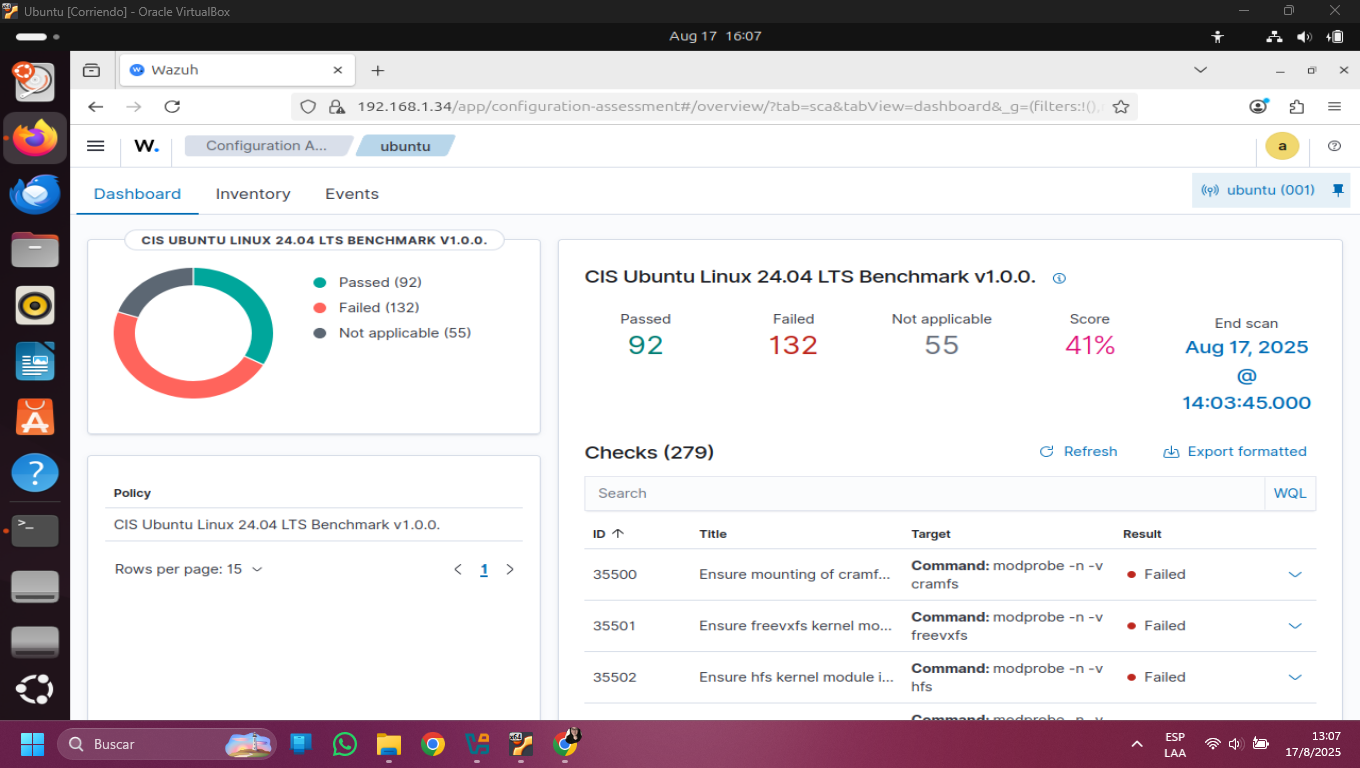 Ubuntu [Corriendo] - Oracle VirtualBox
Aug 17 16:07
Wazuh
192.168.1.34/app/configuration-assessment#/overview/?tab=sca&tabView=dashboard&_g=(filters:!(),
W.
Configuration A...
ubuntu
a
Dashboard
Inventory
Events
ubuntu (001)
CIS UBUNTU LINUX 24.04 LTS BENCHMARK V1.0.0.
Passed (92)
Failed (132)
Not applicable (55)
Policy
CIS Ubuntu Linux 24.04 LTS Benchmark v1.0.0.
Rows per page: 15
1
CIS Ubuntu Linux 24.04 LTS Benchmark v1.0.0.
Passed
92
Failed
132
Not applicable
55
Score
41%
End scan
Aug 17, 2025
@
14:03:45.000
Checks (279)
Refresh
Export formatted
Search
WQL
ID
Title
Target
Result
35500
Ensure mounting of cramf...
Command: modprobe -n -v
cramfs
Failed
35501
Ensure freevxfs kernel mo...
Command: modprobe -n -v
freevxfs
Failed
35502
Ensure hfs kernel module i...
Command: modprobe -n -v
hfs
Failed
Command: modprobe -n -v
Buscar
ESP
LAA
13:07
17/8/2025